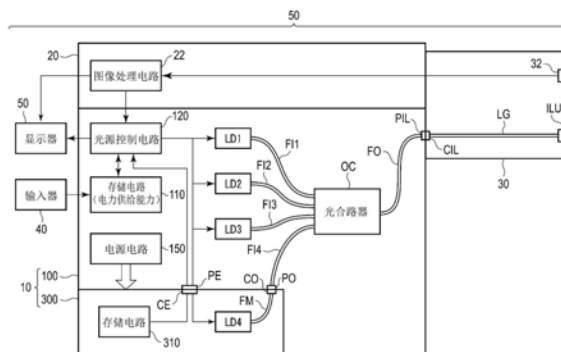 50
20
22
图像处理电路
32
50
显示器
120
光源控制电路
LD1
FI1
PIL
LG
ILU
CIL
FO
30
存储电路
(电力供给能力)
110
LD2
FI2
OC
光合路器
输入器
40
LD3
FI3
FI4
电源电路
150
10
100
300
CE
PE
CO
PO
FM
存储电路
310
LD4